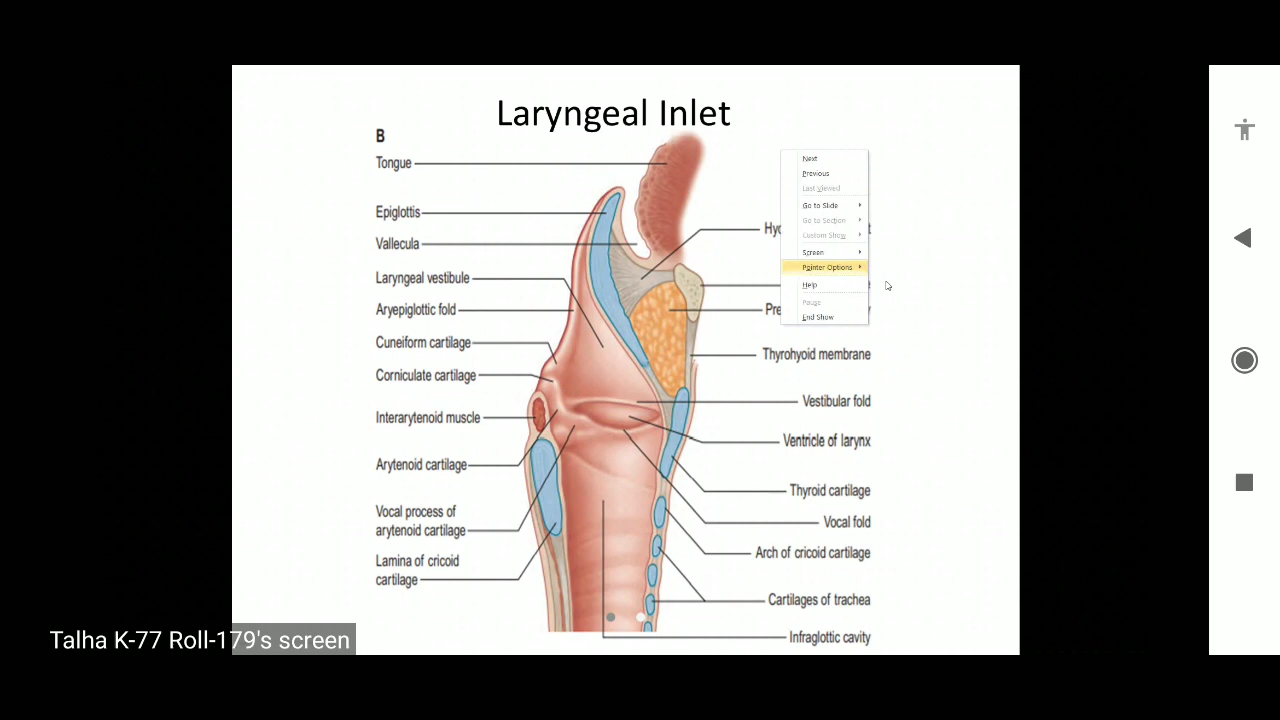 Laryngeal Inlet
B
Tongue
Epiglottis
Vallecula
Laryngeal vestibule
Aryepiglottic fold
Cuneiform cartilage
Corniculate cartilage
Interarytenoid muscle
Arytenoid cartilage
Vocal process of
arytenoid cartilage
Lamina of cricoid
cartilage
Next
Previous
Last Viewed
Go to Slide
Go to Section
Custom Show
Screen
Pointer Options
Help
Pause
End Show
Thyrohyoid membrane
Vestibular fold
Ventricle of larynx
Thyroid cartilage
Vocal fold
Arch of cricoid cartilage
Cartilages of trachea
Infraglottic cavity
Talha K-77 Roll-179's screen